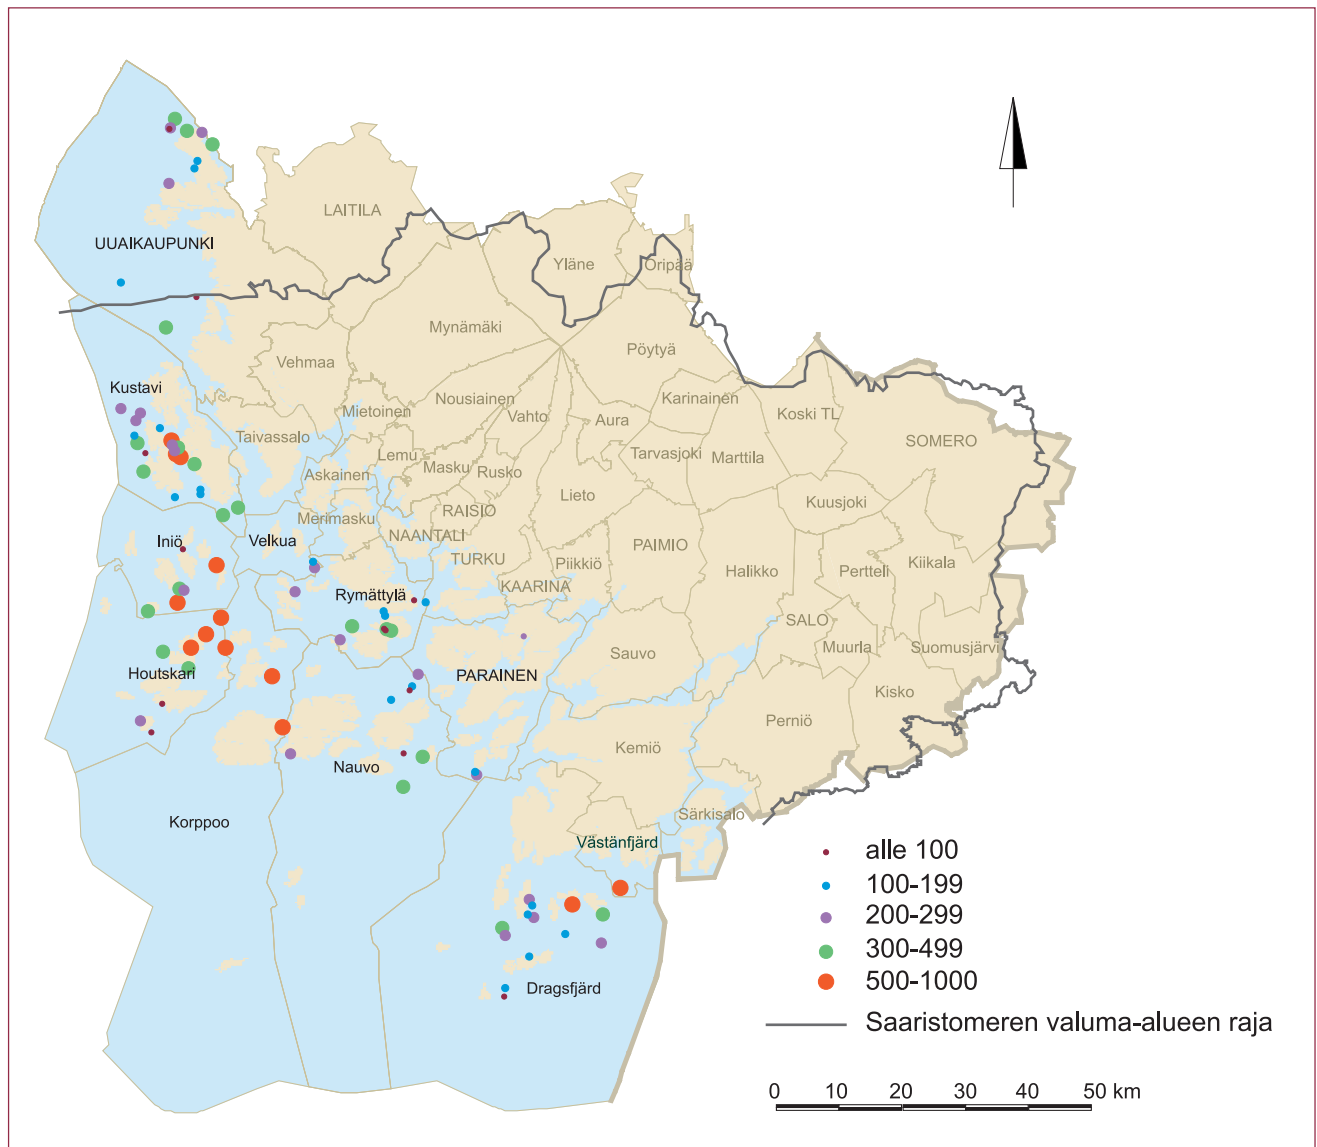 LAITILA
UUAIKAUPUNKI
Yläne
Oripää
Mynämäki
Vehmaa
Pöytyä
Kustavi
Nousiainen
Karinainen
Mietoinen
Vahto
Aura
Koski TL
Taivassalo
SOMERO
Lemu
Masku
Rusko
Tarvasjoki
Marttila
Askainen
Lieto
Kuusjoki
RAISIO
Merimasku
NAANTALI
Iniö
Velkua
PAIMIO
TURKU
Piikkiö
Halikko
Pertteli
Kiikala
KAARINA
Rymättylä
SALO
Muurla
Suomusjärvi
Sauvo
Houtskari
PARAINEN
Kisko
Perniö
Kemiö
Nauvo
Särkisalo
Korppoo
Västänfjärd
Dragsfjärd
alle 100
100-199
200-299
300-499
500-1000
Saaristomeren valuma-alueen raja
0 10 20 30 40 50 km